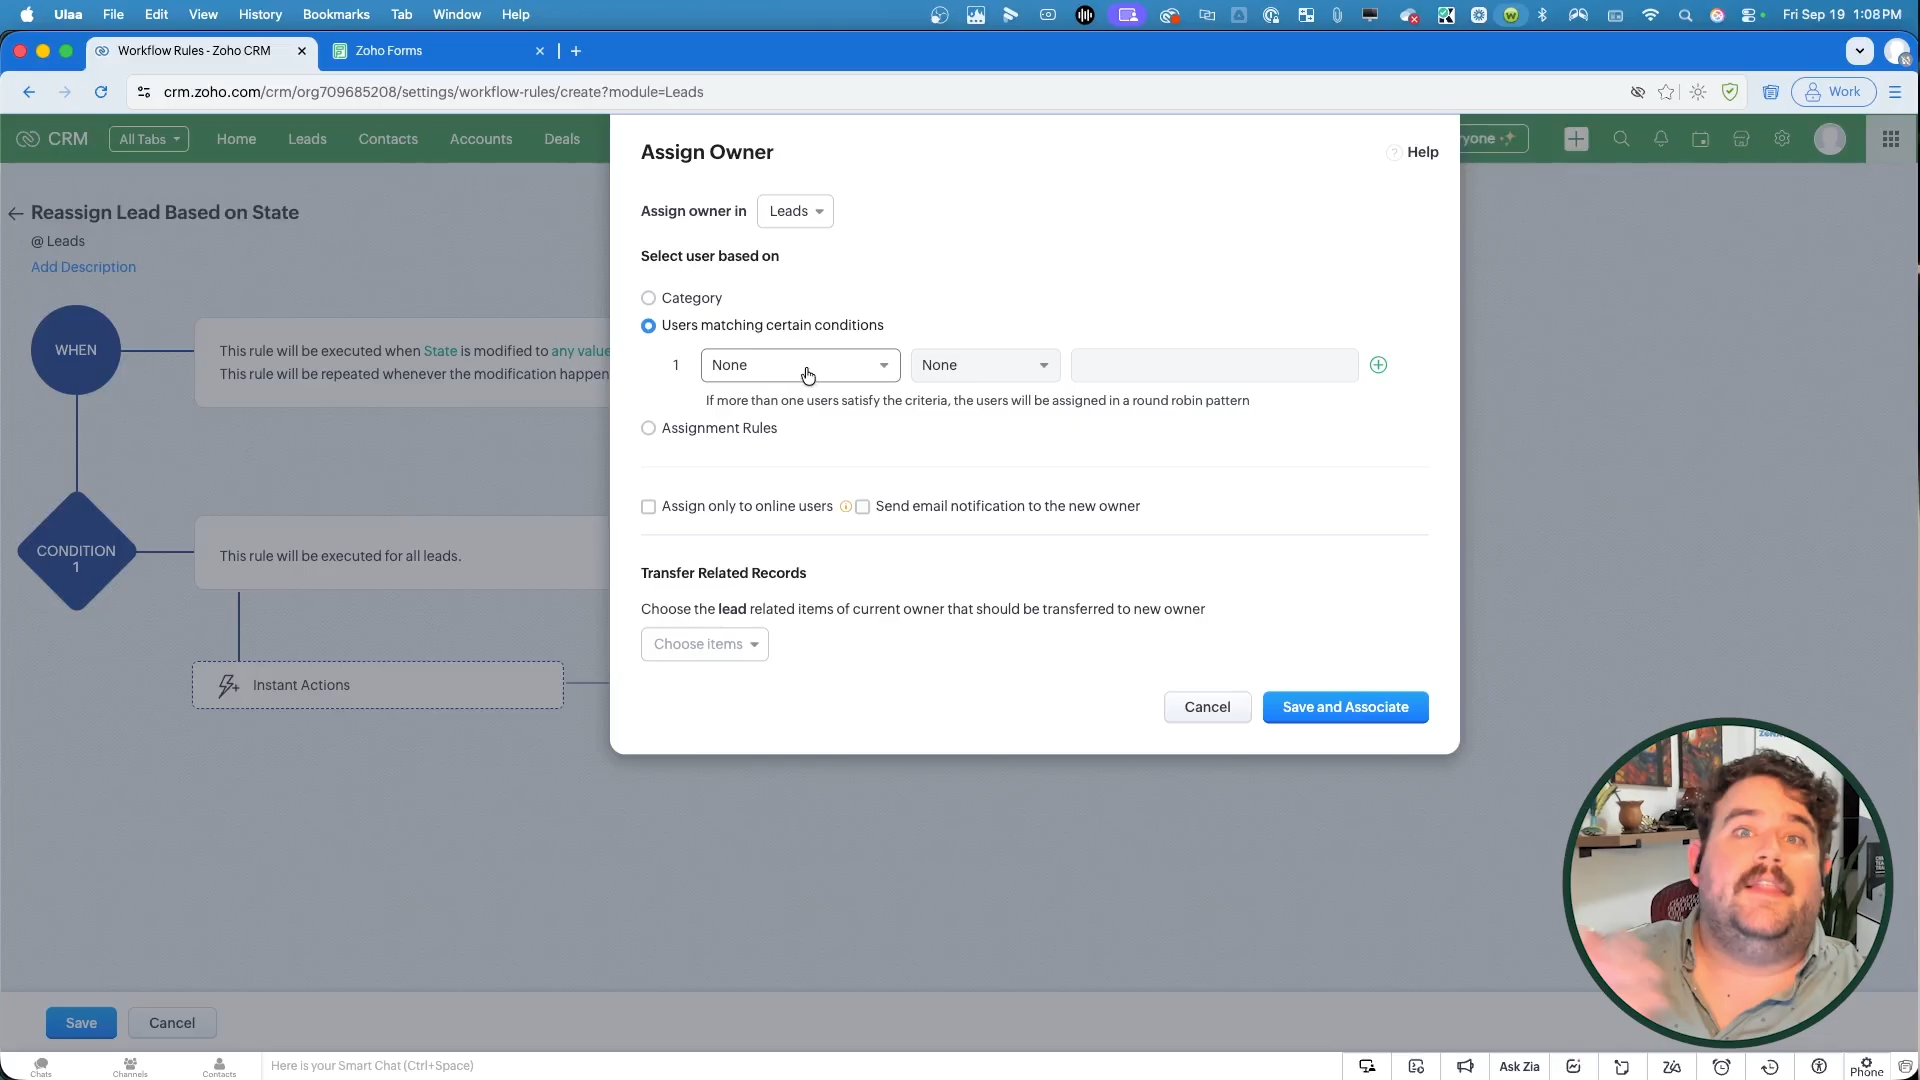 Ulaa File Edit View History Bookmarks Tab Window Help
Fri Sep 19 1:08 PM
Workflow Rules - Zoho CRM
Zoho Forms
crm.zoho.com/crm/org709685208/settings/workflow-rules/create?module=Leads
Work
CRM
All Tabs
Home
Leads
Contacts
Accounts
Deals
yone
Reassign Lead Based on State
@ Leads
Add Description
WHEN
This rule will be executed when State is modified to any value
This rule will be repeated whenever the modification happen
CONDITION
1
This rule will be executed for all leads.
Instant Actions
Save
Cancel
Assign Owner
Help
Assign owner in Leads
Select user based on
Category
Users matching certain conditions
1 None None
If more than one users satisfy the criteria, the users will be assigned in a round robin pattern
Assignment Rules
Assign only to online users
Send email notification to the new owner
Transfer Related Records
Choose the lead related items of current owner that should be transferred to new owner
Choose items
Cancel
Save and Associate
Chats
Channels
Contacts
Here is your Smart Chat (Ctrl+Space)
Ask Zia
Phone